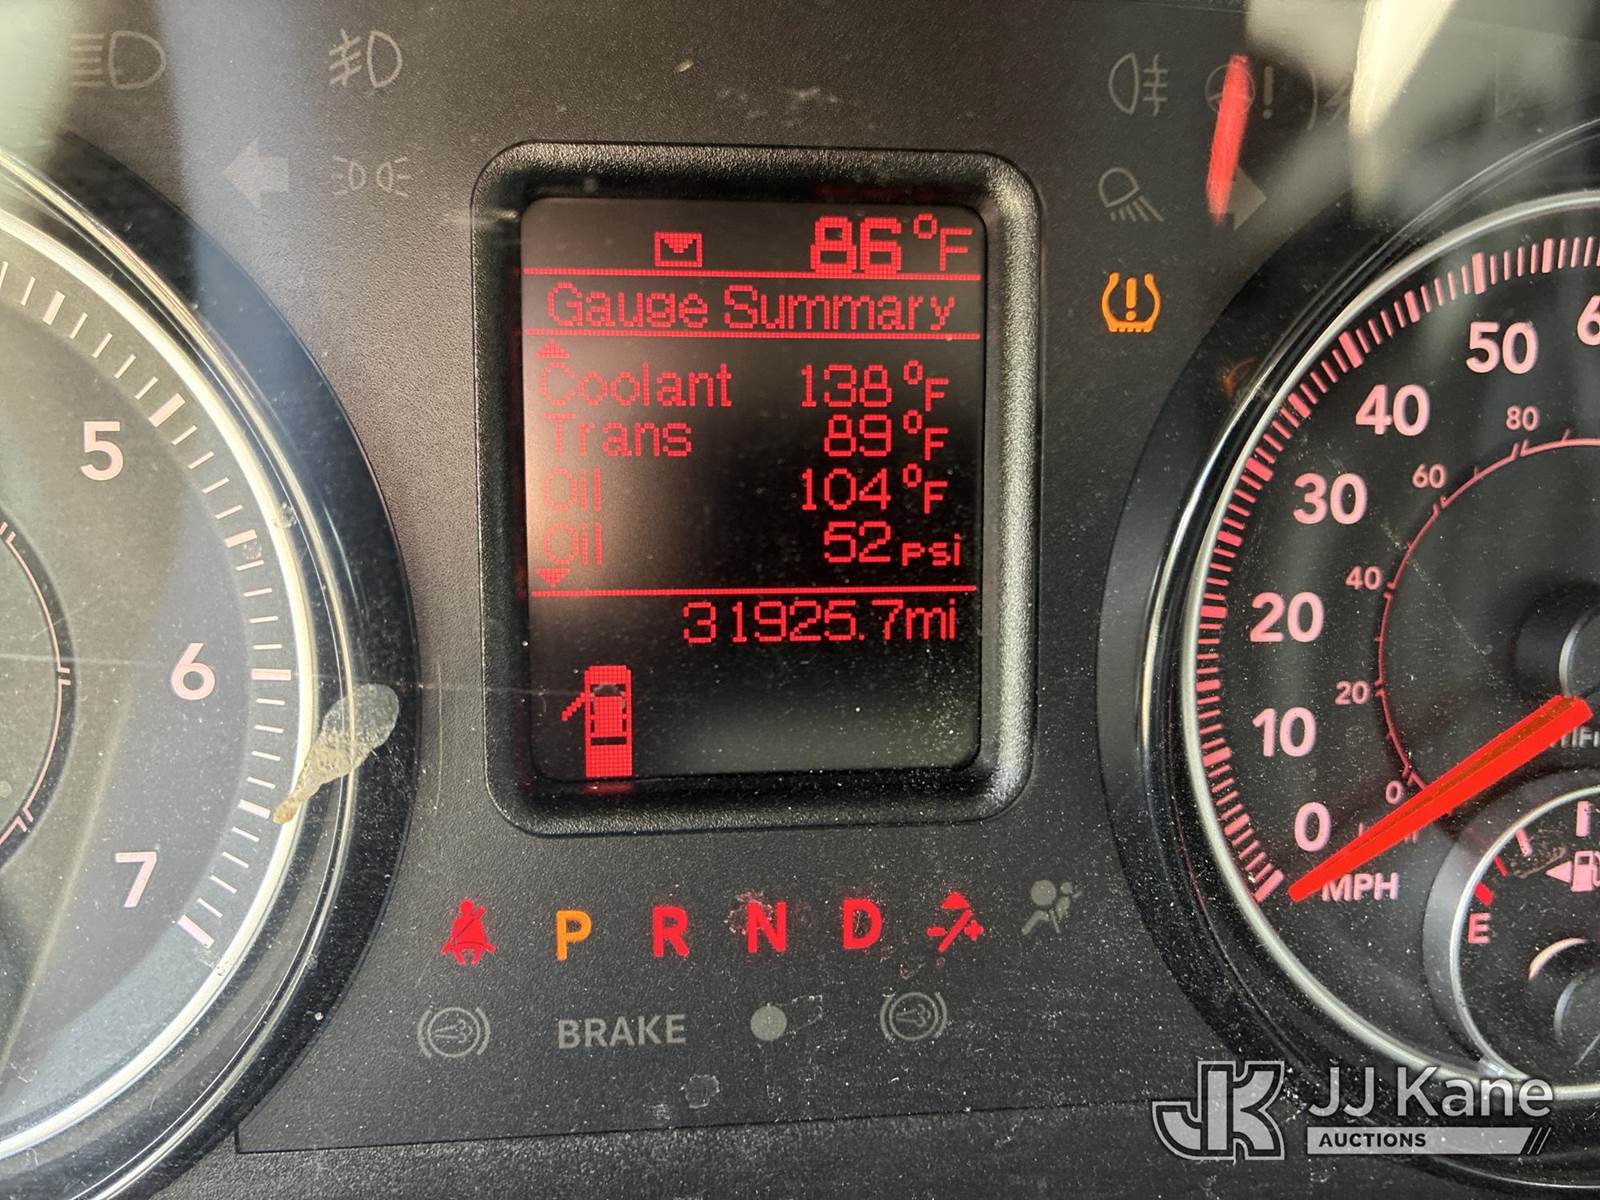 86°F
Gauge Summary
Coolant 138°F
Trans 89°F
Oil 104°F
Oil 52 psi
31925.7mi
5
6
7
P R N D
BRAKE
50
40
30
20
10
0
MPH
80
60
40
20
0
E
JK JJ Kane
AUCTIONS